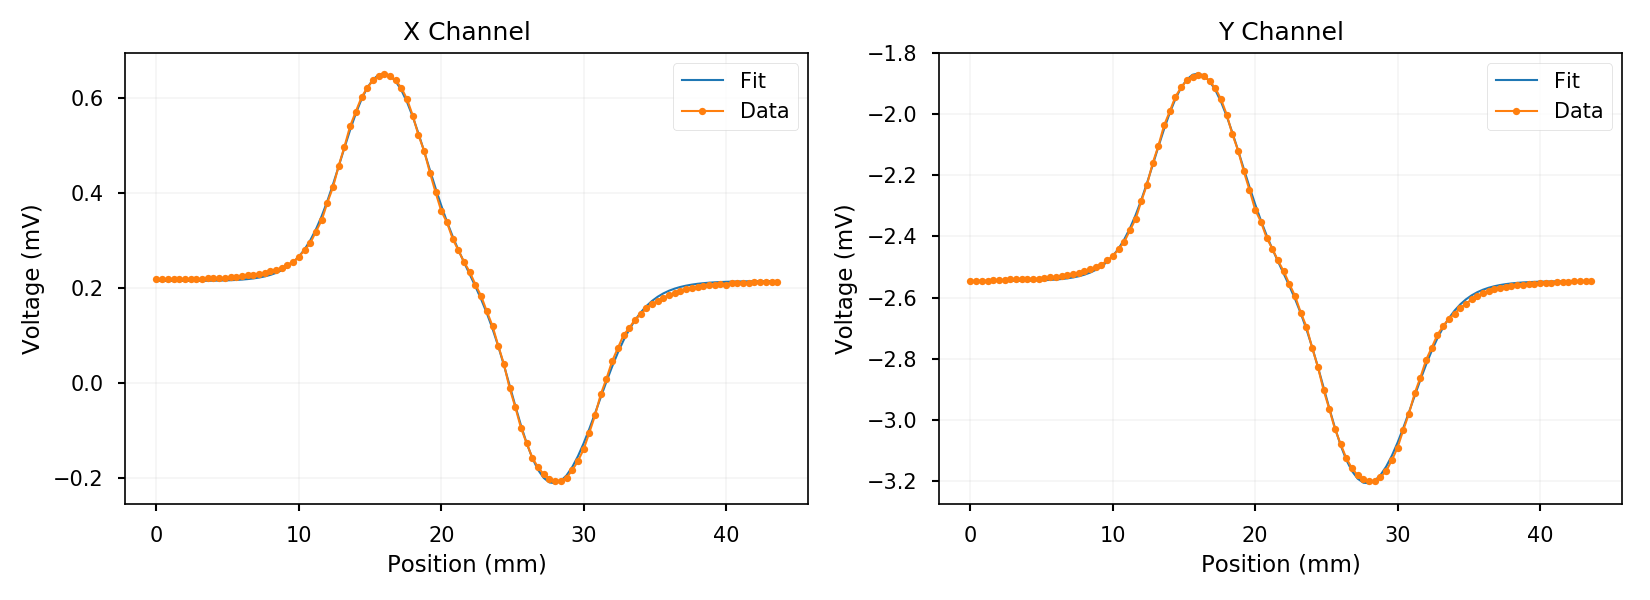 X Channel
Voltage (mV)
0.6
0.4
0.2
0.0
−0.2
Fit
Data
0
10
20
30
40
Position (mm)
Y Channel
Voltage (mV)
−1.8
−2.0
−2.2
−2.4
−2.6
−2.8
−3.0
−3.2
Fit
Data
0
10
20
30
40
Position (mm)